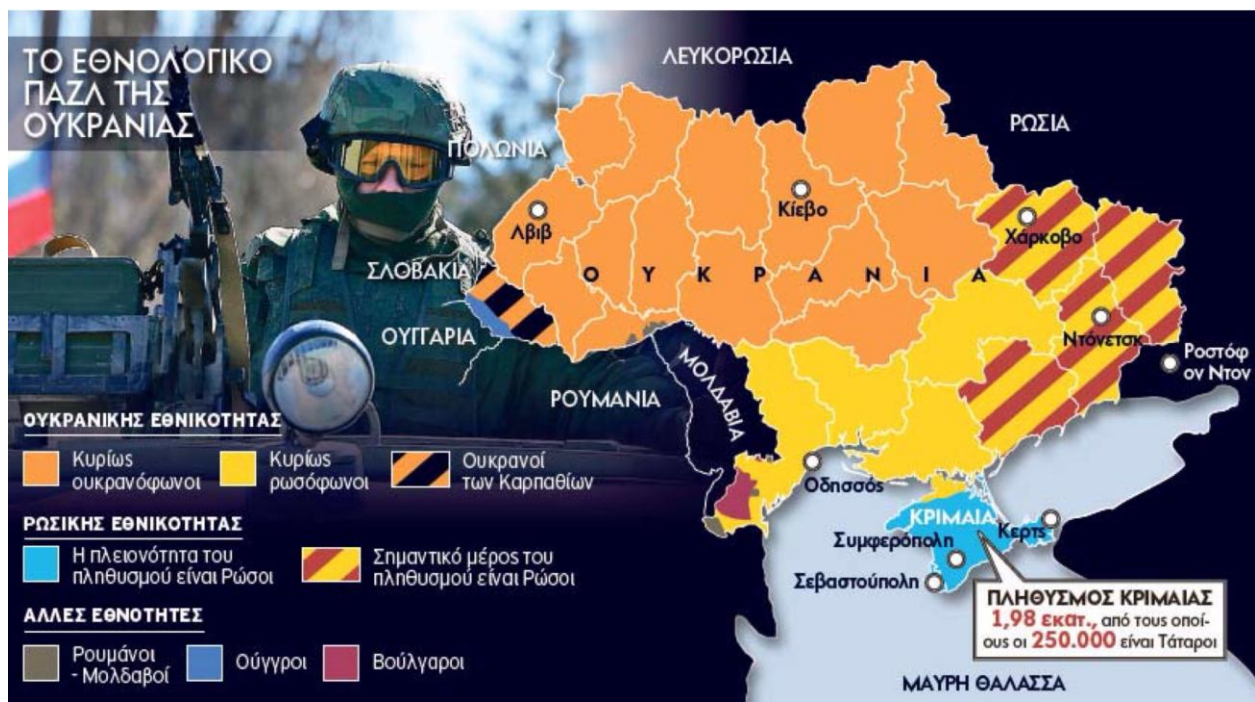 ΤΟ ΕΘΝΟΛΟΓΙΚΟ
ΠΑΖΛ ΤΗΣ
ΟΥΚΡΑΝΙΑΣ
ΛΕΥΚΟΡΩΣΙΑ
ΡΩΣΙΑ
ΠΟΛΩΝΙΑ
Κίεβο
Λβιβ
Χάρκοβο
ΣΛΟΒΑΚΙΑ
ΟΥΚΡΑΝΙΑ
ΟΥΓΓΑΡΙΑ
Ντόνετσκ
Ροστόφ
ον Ντον
ΜΟΛΔΑΒΙΑ
ΡΟΥΜΑΝΙΑ
ΟΥΚΡΑΝΙΚΗΣ ΕΘΝΙΚΟΤΗΤΑΣ
Κυρίως
ουκρανόφωνοι
Κυρίως
ρωσόφωνοι
Ουκρανοί
των Καρπαθίων
Οδησσός
ΡΩΣΙΚΗΣ ΕΘΝΙΚΟΤΗΤΑΣ
Η πλειονότητα του
πληθυσμού είναι Ρώσοι
Σημαντικό μέρος του
πληθυσμού είναι Ρώσοι
ΚΡΙΜΑΙΑ
Κερτς
Συμφερόπολη
Σεβαστούπολη
ΠΛΗΘΥΣΜΟΣ ΚΡΙΜΑΙΑΣ
1,98 εκατ., από τους οποί-
ους οι 250.000 είναι Τάταροι
ΑΛΛΕΣ ΕΘΝΟΤΗΤΕΣ
Ρουμάνοι
- Μολδαβοί
Ούγγροι
Βούλγαροι
ΜΑΥΡΗ ΘΑΛΑΣΣΑ